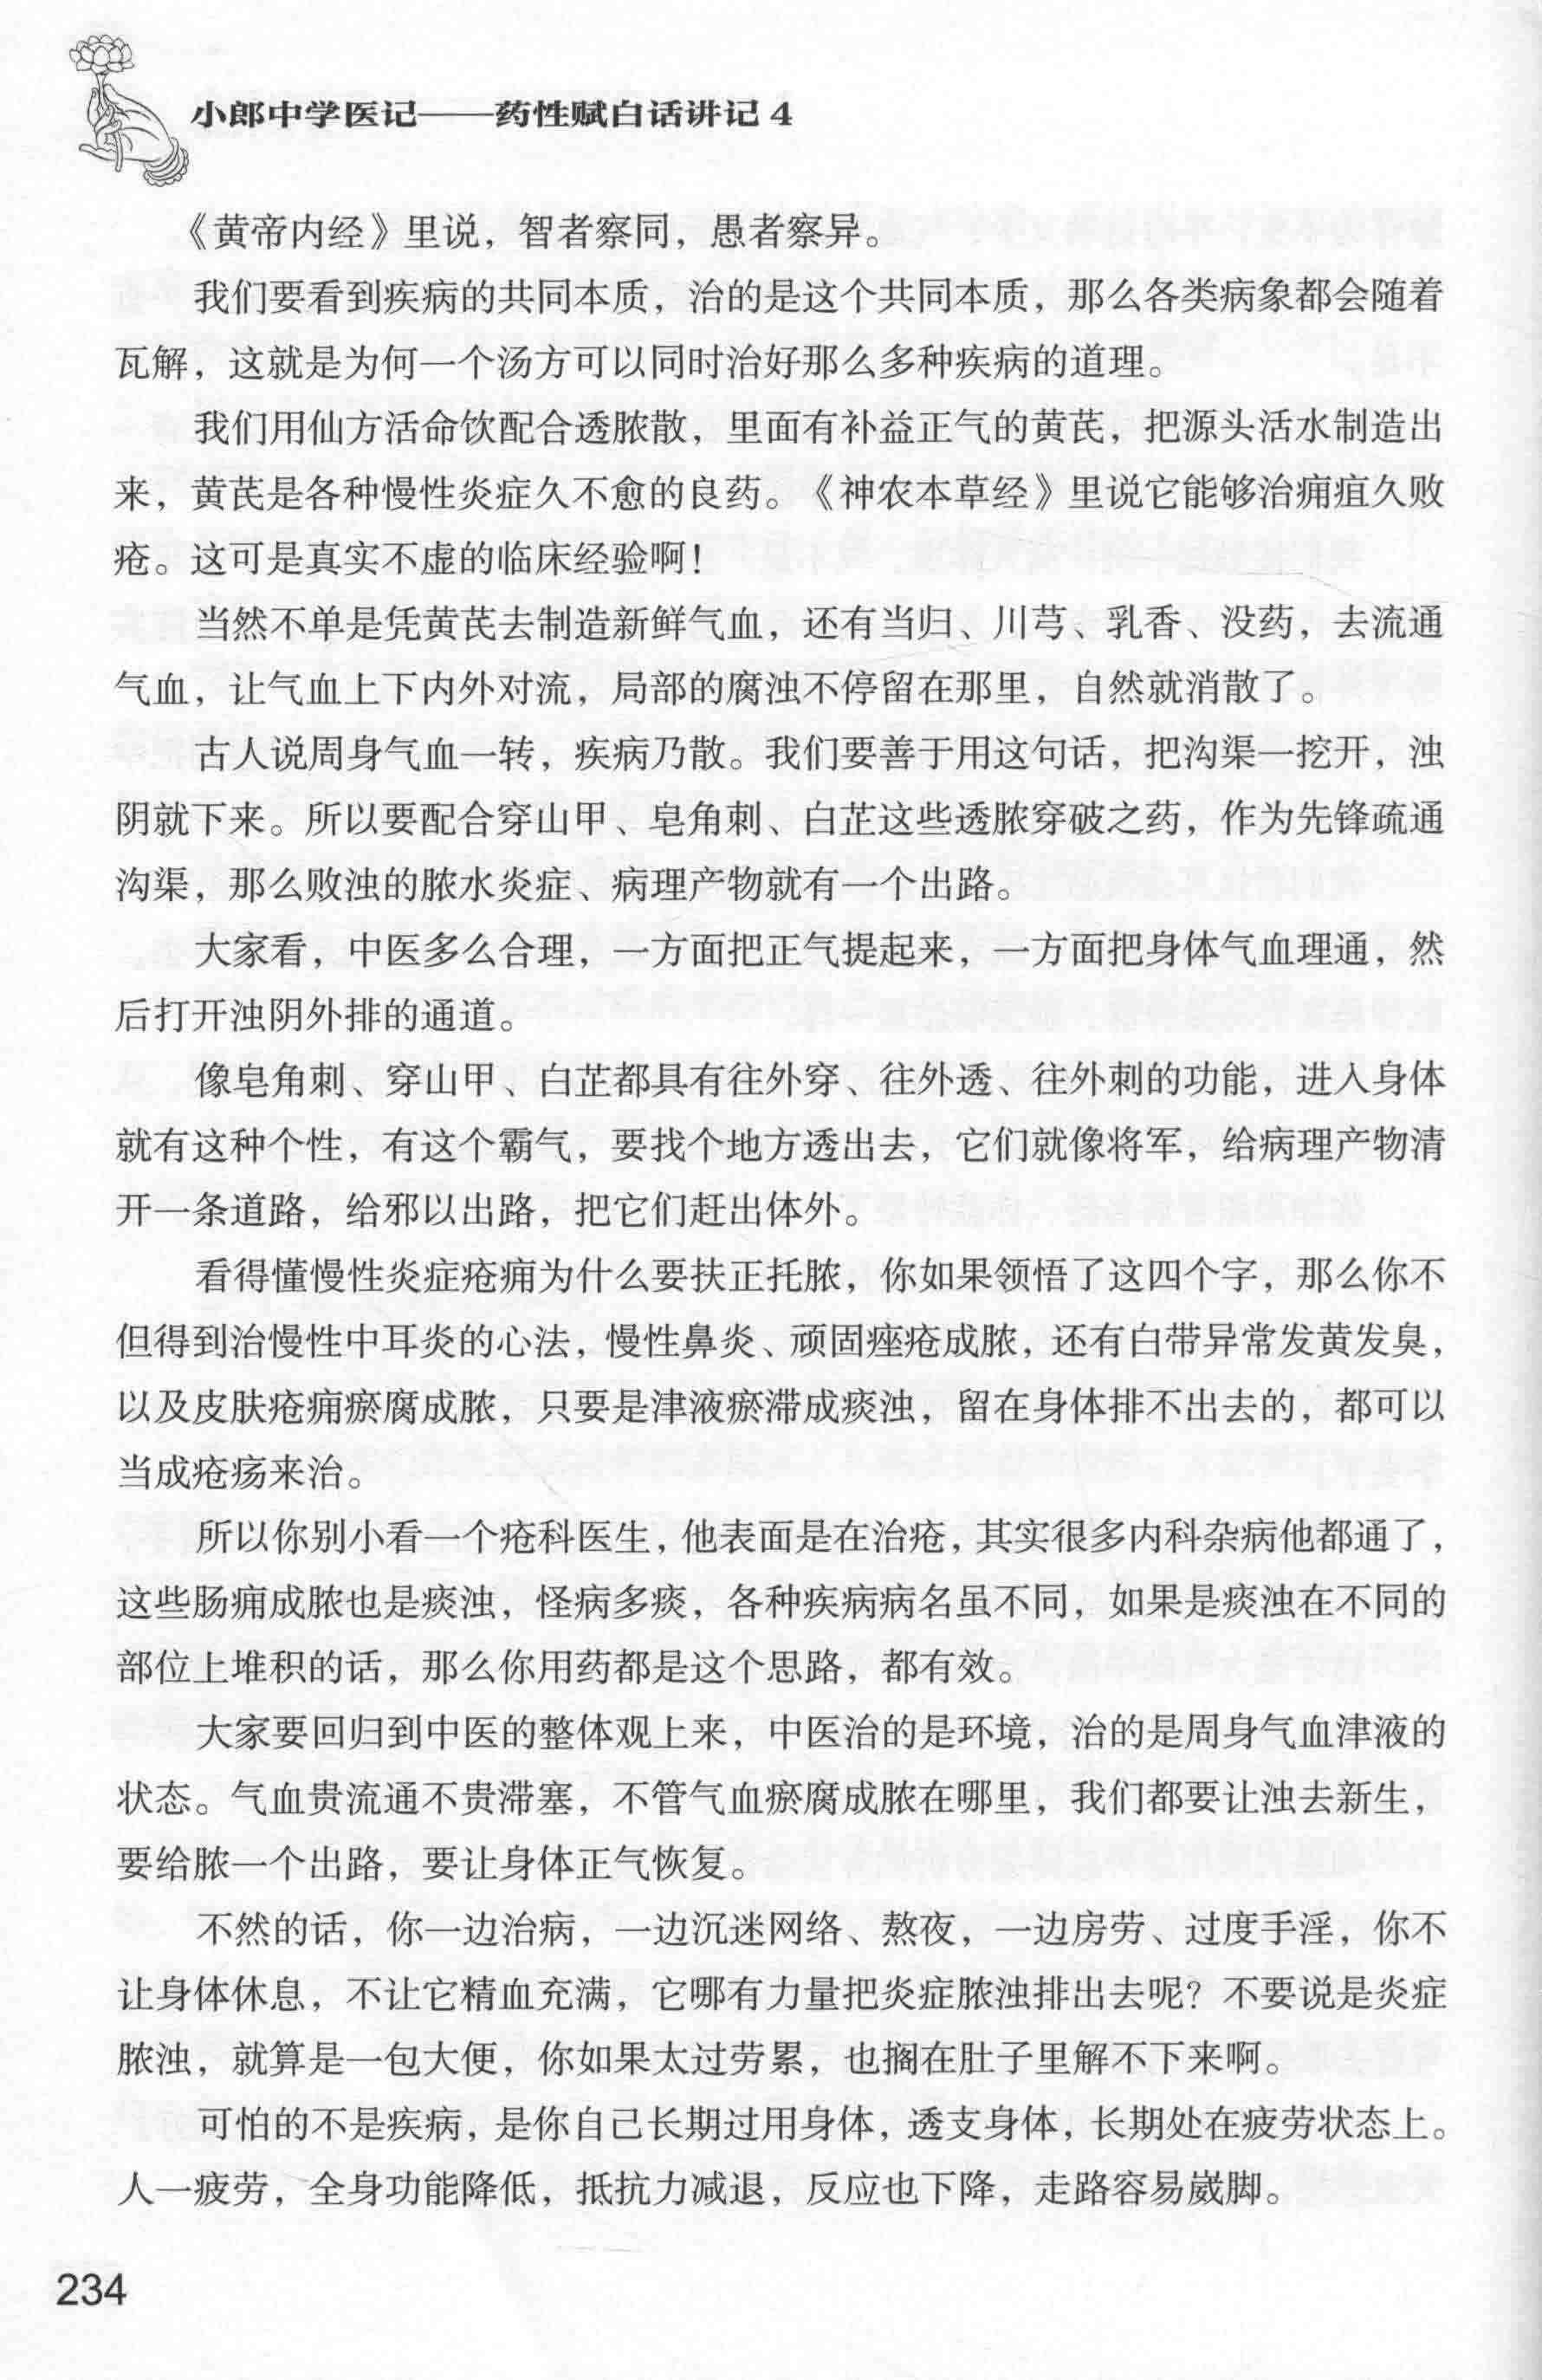 小郎中学医记——药性赋白话讲记 4
《黄帝内经》里说，智者察同，愚者察异。
我们要看到疾病的共同本质，治的是这个共同本质，那么各类病象都会随着
瓦解，这就是为何一个汤方可以同时治好那么多种疾病的道理。
我们用仙方活命饮配合透脓散，里面有补益正气的黄芪，把源头活水制造出
来，黄芪是各种慢性炎症久不愈的良药。《神农本草经》里说它能够治痈疽久败
疮。这可是真实不虚的临床经验啊！
当然不单是凭黄芪去制造新鲜气血，还有当归、川芎、乳香、没药，去流通
气血，让气血上下内外对流，局部的腐浊不停留在那里，自然就消散了。
古人说周身气血一转，疾病乃散。我们要善于用这句话，把沟渠一挖开，浊
阴就下来。所以要配合穿山甲、皂角刺、白芷这些透脓穿破之药，作为先锋疏通
沟渠，那么败浊的脓水炎症、病理产物就有一个出路。
大家看，中医多么合理，一方面把正气提起来，一方面把身体气血理通，然
后打开浊阴外排的通道。
像皂角刺、穿山甲、白芷都具有往外穿、往外透、往外刺的功能，进入身体
就有这种个性，有这个霸气，要找个地方透出去，它们就像将军，给病理产物清
开一条道路，给邪以出路，把它们赶出体外。
看得懂慢性炎症疮痈为什么要扶正托脓，你如果领悟了这四个字，那么你不
但得到治慢性中耳炎的心法，慢性鼻炎、顽固痤疮成脓，还有白带异常发黄发臭，
以及皮肤疮痈瘀腐成脓，只要是津液瘀滞成痰浊，留在身体排不出去的，都可以
当成疮疡来治。
所以你别小看一个疮科医生，他表面是在治疮，其实很多内科杂病他都通了，
这些肠痈成脓也是痰浊，怪病多痰，各种疾病病名虽不同，如果是痰浊在不同的
部位上堆积的话，那么你用药都是这个思路，都有效。
大家要回归到中医的整体观上来，中医治的是环境，治的是周身气血津液的
状态。气血贵流通不贵滞塞，不管气血瘀腐成脓在哪里，我们都要让浊去新生，
要给脓一个出路，要让身体正气恢复。
不然的话，你一边治病，一边沉迷网络、熬夜，一边房劳、过度手淫，你不
让身体休息，不让它精血充满，它哪有力量把炎症脓浊排出去呢？不要说是炎症
脓浊，就算是一包大便，你如果太过劳累，也搁在肚子里解不下来啊。
可怕的不是疾病，是你自己长期过用身体，透支身体，长期处在疲劳状态上。
人一疲劳，全身功能降低，抵抗力减退，反应也下降，走路容易崴脚。
234